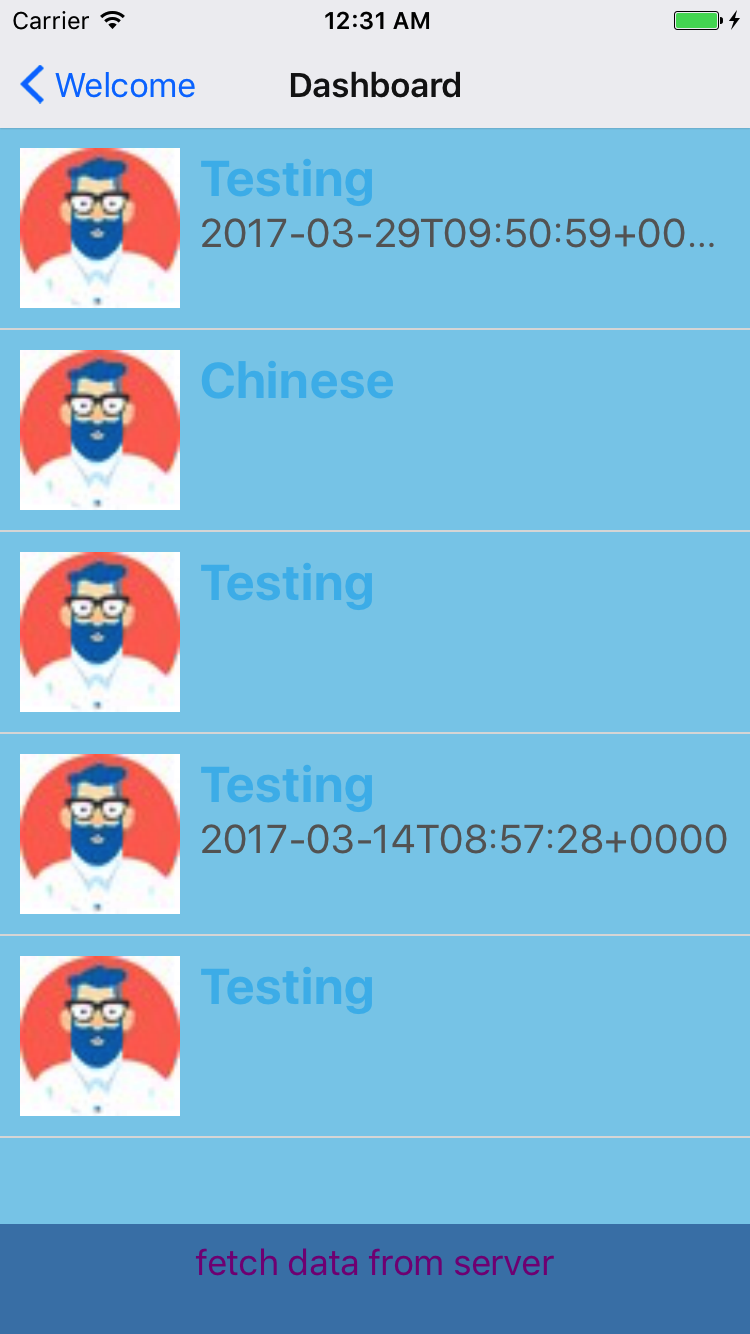 Carrier 12:31 AM
Welcome Dashboard
Testing
2017-03-29T09:50:59+00...
Chinese
Testing
Testing
2017-03-14T08:57:28+0000
Testing
fetch data from server